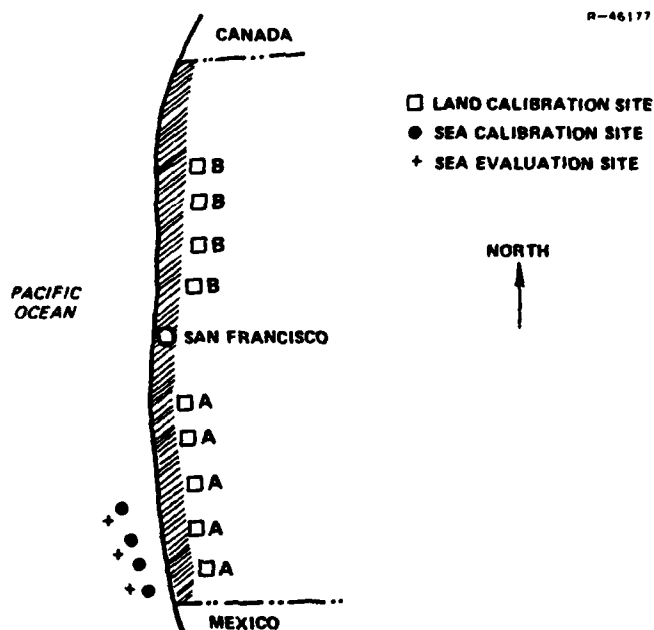 R-46177
CANADA
LAND CALIBRATION SITE
SEA CALIBRATION SITE
SEA EVALUATION SITE
B
B
B
B
NORTH
PACIFIC
OCEAN
SAN FRANCISCO
A
A
A
A
A
MEXICO